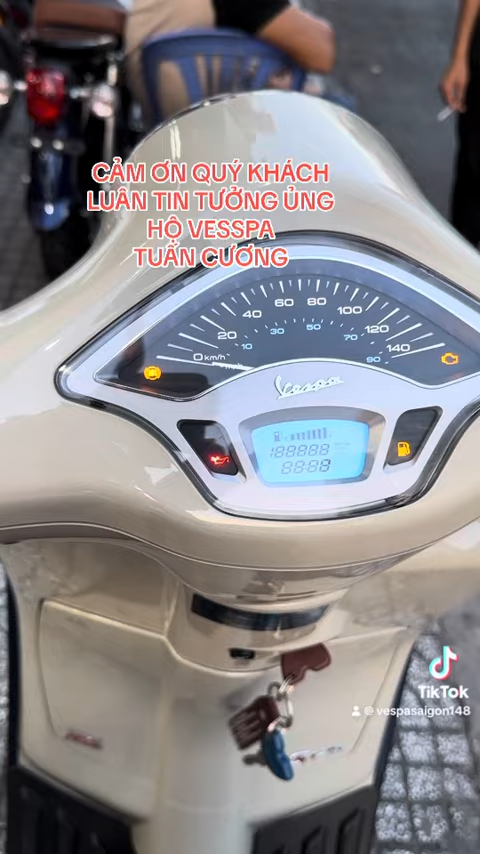 CẢM ƠN QUÝ KHÁCH
LUÂN TIN TƯỞNG ỦNG
HỘ VESSPA
TUẤN CƯƠNG
0 km/h 20 40 60 80 100 120 140
10 30 50 70 90
Vespa
188888
88:88
TikTok
@vespasaigon148